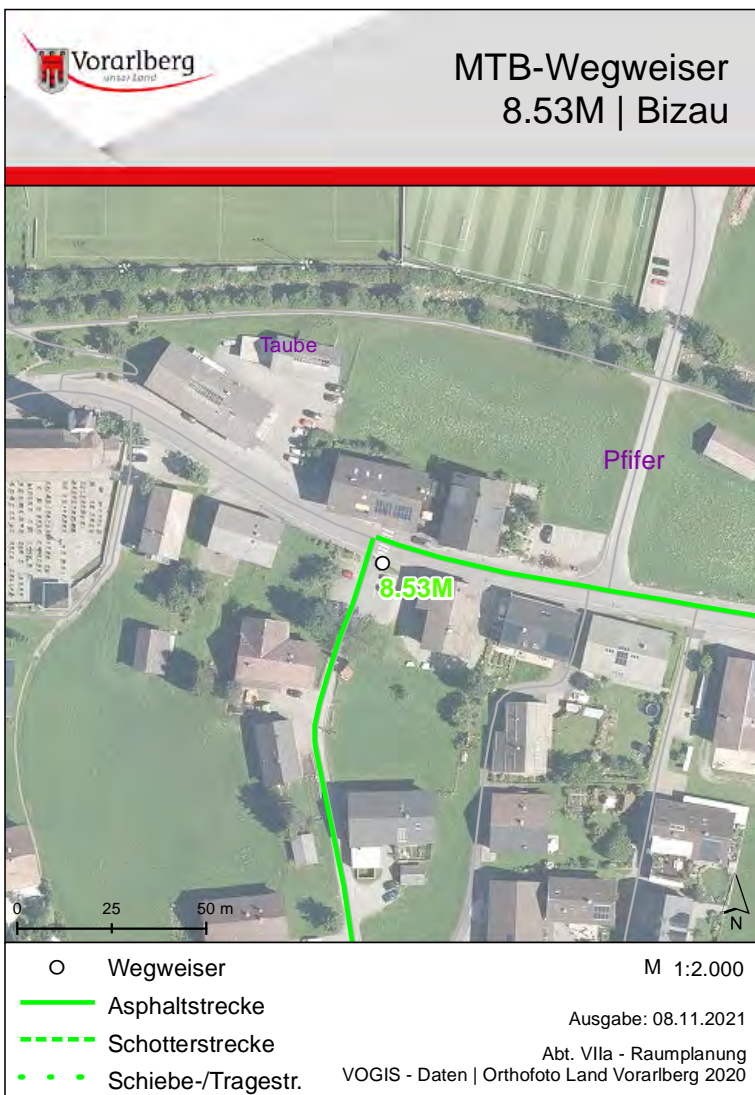 Vorarlberg
unser Land
MTB-Wegweiser
8.53M | Bizau
Taube
Pfifer
8.53M
0 25 50 m
N
Wegweiser
M 1:2.000
Asphaltstrecke
Ausgabe: 08.11.2021
Schotterstrecke
Abt. VIIa - Raumplanung
Schiebe-/Tragestr.
VOGIS - Daten | Orthofoto Land Vorarlberg 2020